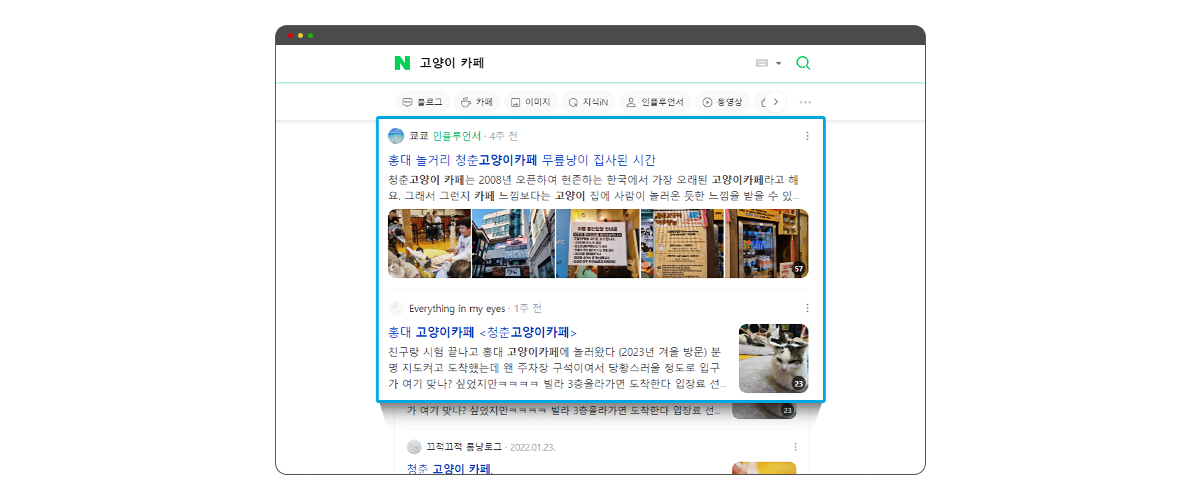 N 고양이 카페
블로그 카페 이미지 지식iN 인플루언서 동영상
쿄쿄 인플루언서 · 4주 전
홍대 놀거리 청춘고양이카페 무릎냥이 집사된 시간
청춘고양이 카페는 2008년 오픈하여 현존하는 한국에서 가장 오래된 고양이카페라고 해
요. 그래서 그런지 카페 느낌보다는 고양이 집에 사람이 놀러온 듯한 느낌을 받을 수 있...
57
Everything in my eyes · 1주 전
홍대 고양이카페 <청춘고양이카페>
친구랑 시험 끝나고 홍대 고양이카페에 놀러왔다 (2023년 겨울 방문) 분
명 지도켜고 도착했는데 왠 주차장 구석이여서 당황스러울 정도로 입구
가 여기 맞나? 싶었지만ㅋㅋㅋㅋ 빌라 3층올라가면 도착한다 입장료 선...
23
가 여기 맞나? 싶었지만ㅋㅋㅋㅋ 빌라 3층올라가면 도착한다 입장료 선...
23
끄적끄적 룸낭로그 · 2022.01.23.
청춘 고양이 카페.